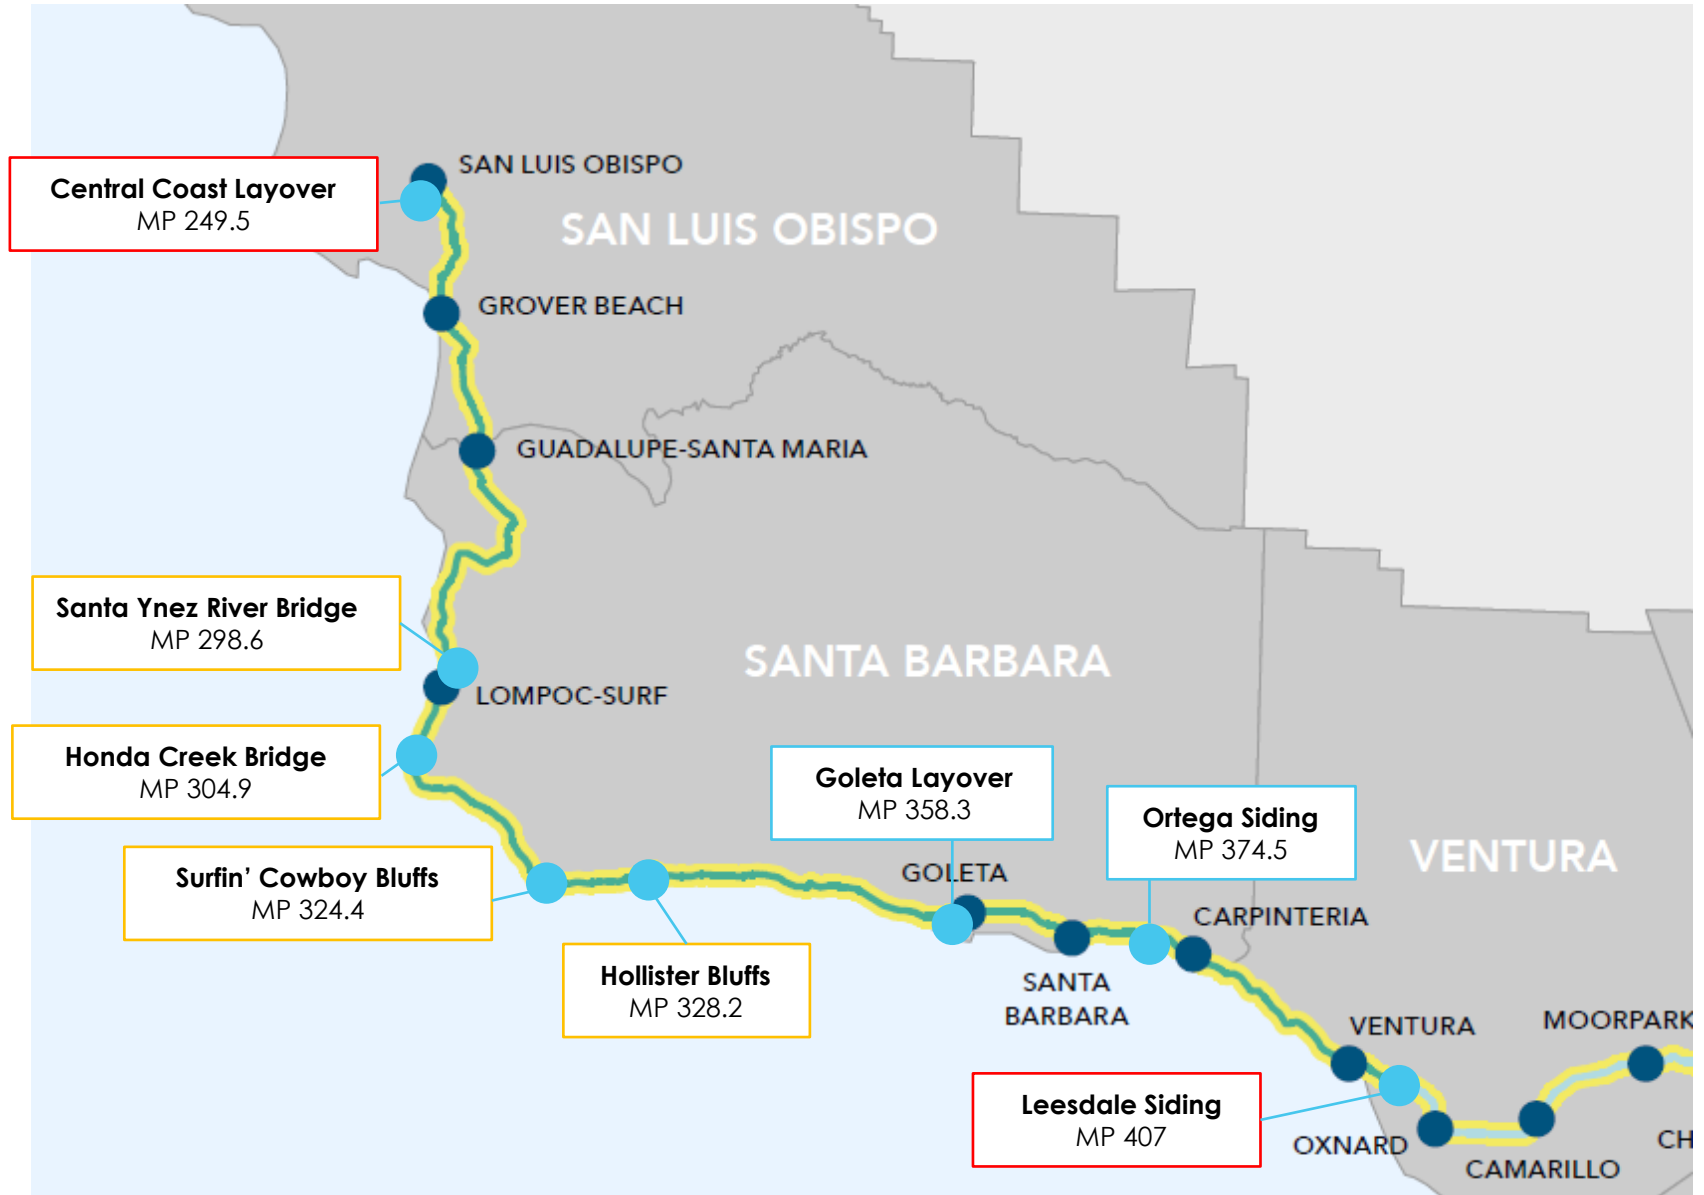 SAN LUIS OBISPO
Central Coast Layover
MP 249.5
SAN LUIS OBISPO
GROVER BEACH
GUADALUPE-SANTA MARIA
Santa Ynez River Bridge
MP 298.6
SANTA BARBARA
LOMPOC-SURF
Honda Creek Bridge
MP 304.9
Goleta Layover
MP 358.3
Ortega Siding
MP 374.5
VENTURA
Surfin’ Cowboy Bluffs
MP 324.4
GOLETA
CARPINTERIA
Hollister Bluffs
MP 328.2
SANTA
BARBARA
VENTURA
MOORPARK
Leesdale Siding
MP 407
OXNARD
CH
CAMARILLO